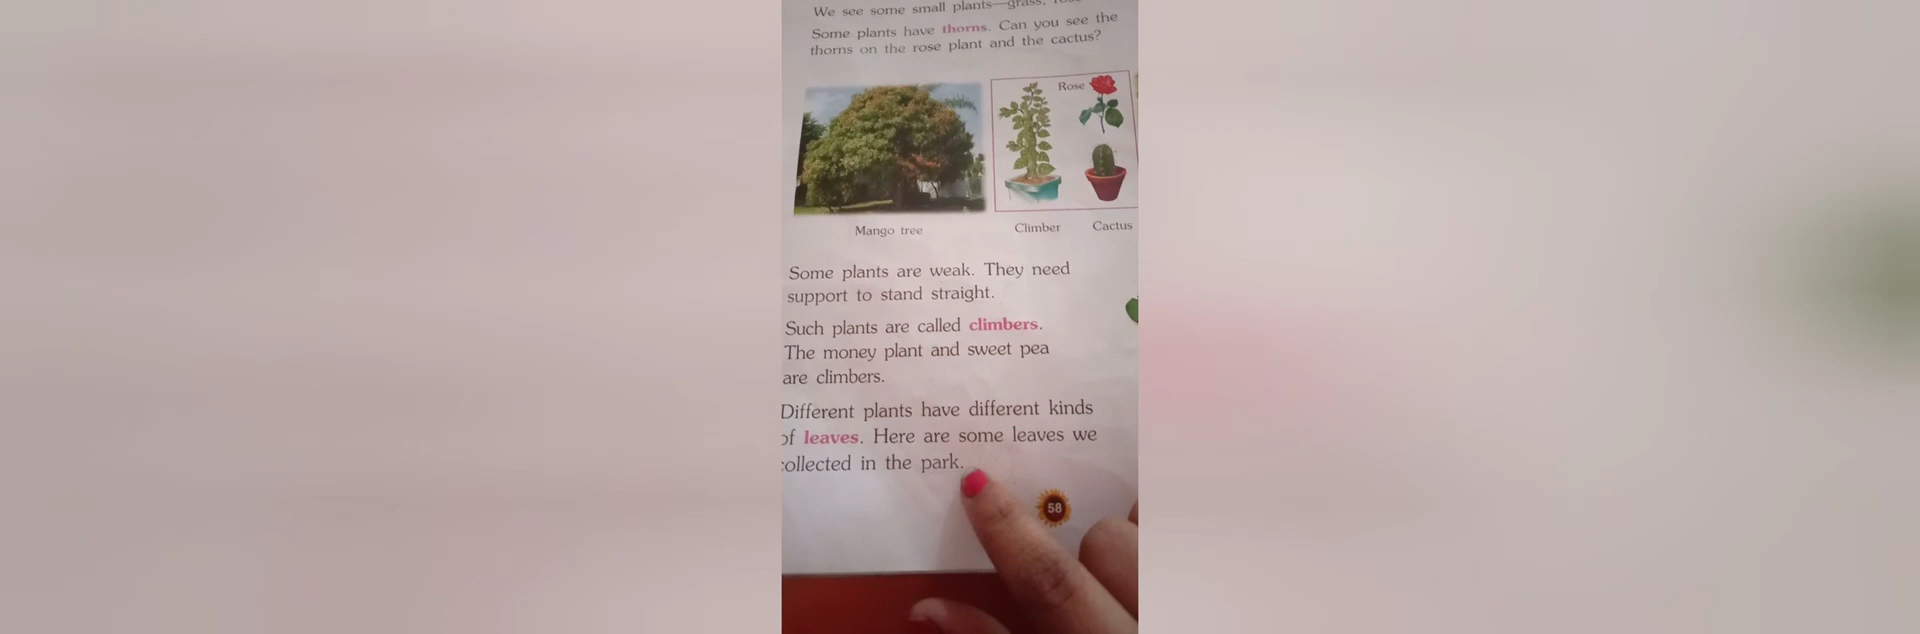 We see some small plants—grass,
Some plants have thorns. Can you see the
thorns on the rose plant and the cactus?
Rose
Mango tree
Climber
Cactus
Some plants are weak. They need
support to stand straight.
Such plants are called climbers.
The money plant and sweet pea
are climbers.
Different plants have different kinds
of leaves. Here are some leaves we
collected in the park.
58